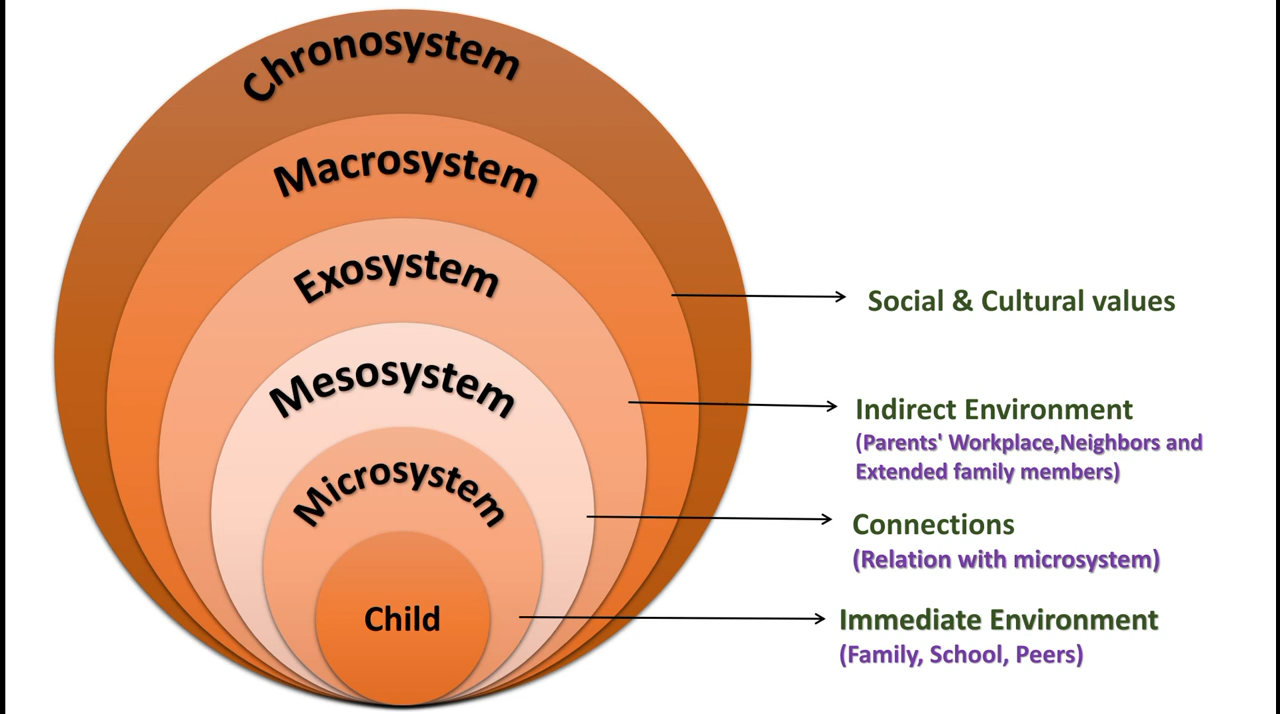 Chronosystem
Macrosystem
Exosystem
Mesosystem
Microsystem
Child
Social & Cultural values
Indirect Environment
(Parents' Workplace,Neighbors and
Extended family members)
Connections
(Relation with microsystem)
Immediate Environment
(Family, School, Peers)